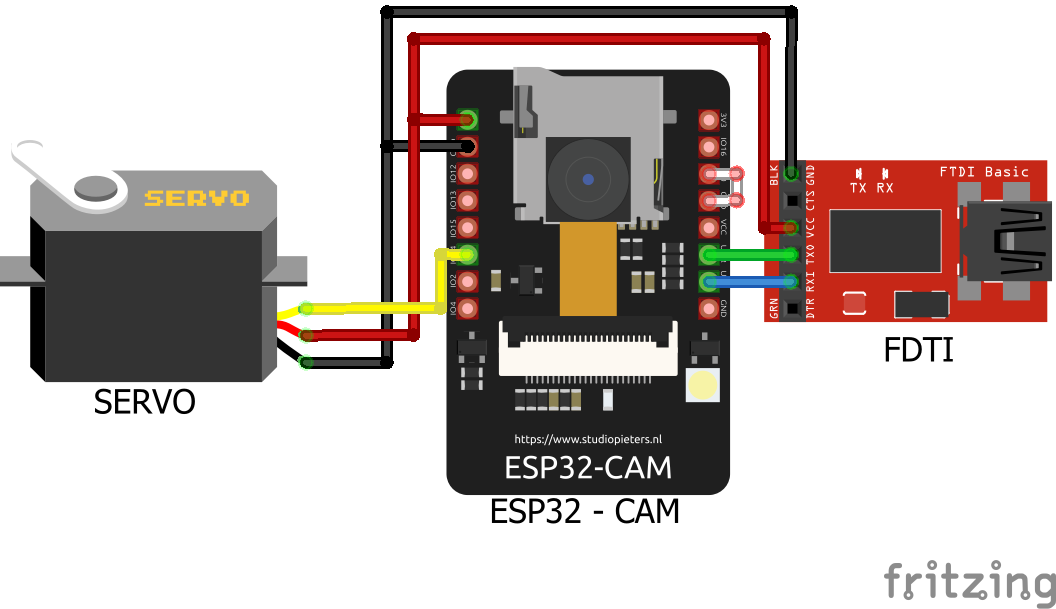 SERVO
SERVO
IO12
IO13
IO15
IO2
IO4
3V3
IO16
VCC
GND
https://www.studiopieters.nl
ESP32-CAM
ESP32 - CAM
BLK
GRN
GND
CTS
VCC
TXO
RXI
DTR
TX RX
FTDI Basic
FDTI
fritzing